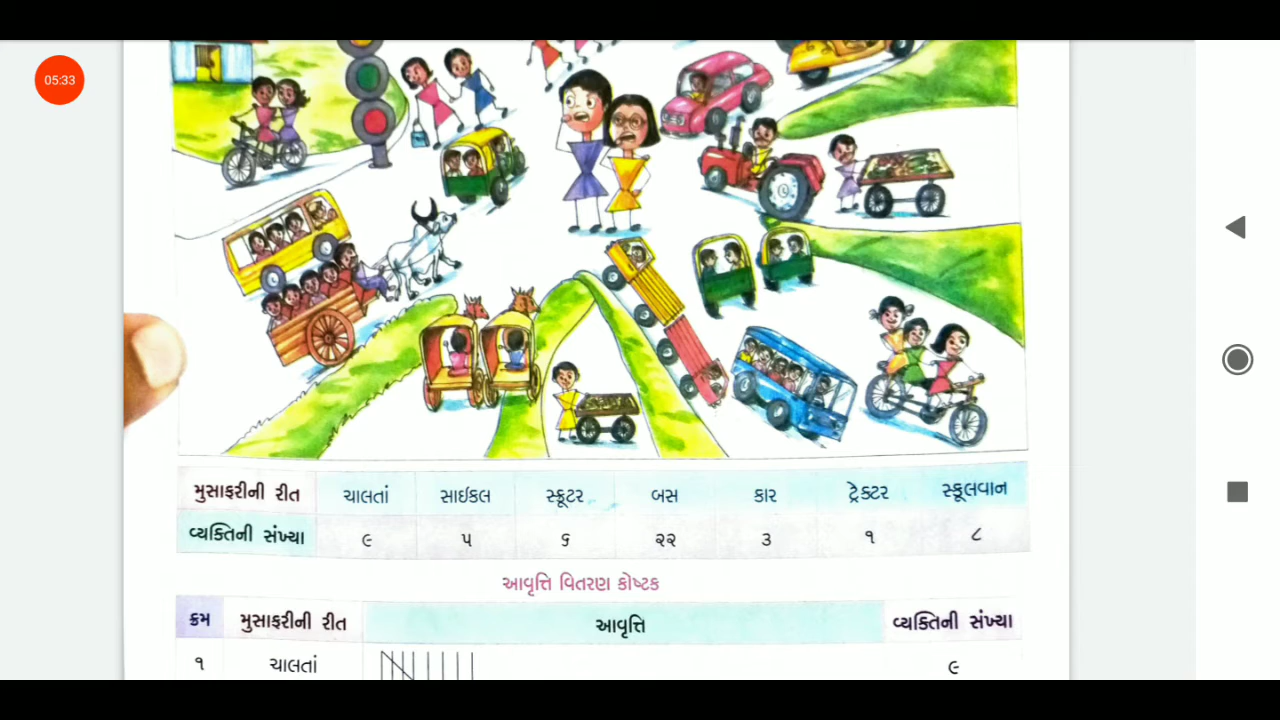 05:33
મુસાફરીની રીત ચાલતાં સાઈકલ સ્કૂટર બસ કાર ટ્રેક્ટર સ્કૂલવાન
વ્યક્તિની સંખ્યા ૯ ૫ ૬ ૨૨ ૩ ૧ ૮
આવૃત્તિ વિતરણ કોષ્ટક
ક્રમ મુસાફરીની રીત આવૃત્તિ વ્યક્તિની સંખ્યા
૧ ચાલતાં ૯